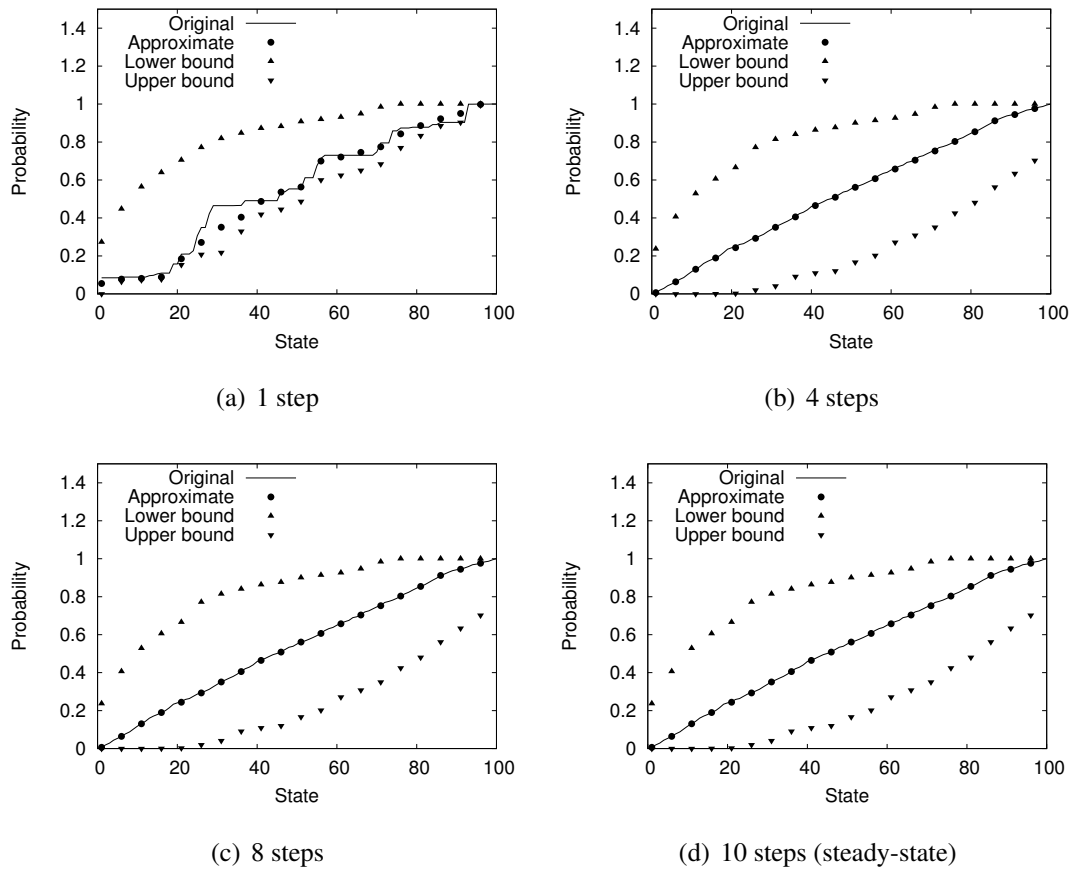 1.4
1.2
1
0.8
0.6
0.4
0.2
0
Probability
Original
Approximate
Lower bound
Upper bound
0 20 40 60 80 100
State
(a) 1 step
1.4
1.2
1
0.8
0.6
0.4
0.2
0
Probability
Original
Approximate
Lower bound
Upper bound
0 20 40 60 80 100
State
(b) 4 steps
1.4
1.2
1
0.8
0.6
0.4
0.2
0
Probability
Original
Approximate
Lower bound
Upper bound
0 20 40 60 80 100
State
(c) 8 steps
1.4
1.2
1
0.8
0.6
0.4
0.2
0
Probability
Original
Approximate
Lower bound
Upper bound
0 20 40 60 80 100
State
(d) 10 steps (steady-state)